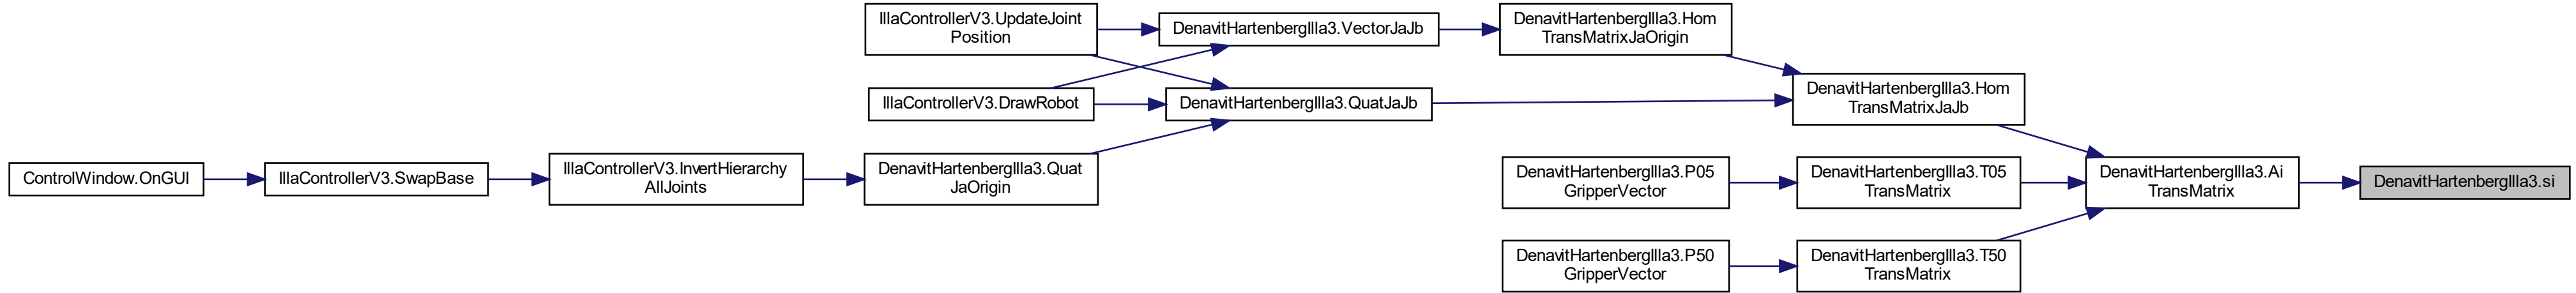 IllaControllerV3.UpdateJoint
Position
DenavitHartenbergIlla3.VectorJaJb
DenavitHartenbergIlla3.Hom
TransMatrixJaOrigin
IllaControllerV3.DrawRobot
DenavitHartenbergIlla3.QuatJaJb
DenavitHartenbergIlla3.Hom
TransMatrixJaJb
ControlWindow.OnGUI
IllaControllerV3.SwapBase
IllaControllerV3.InvertHierarchy
AllJoints
DenavitHartenbergIlla3.Quat
JaOrigin
DenavitHartenbergIlla3.P05
GripperVector
DenavitHartenbergIlla3.T05
TransMatrix
DenavitHartenbergIlla3.Ai
TransMatrix
DenavitHartenbergIlla3.si
DenavitHartenbergIlla3.P50
GripperVector
DenavitHartenbergIlla3.T50
TransMatrix